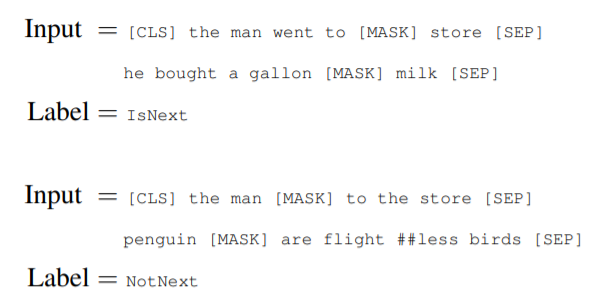 Input = [CLS] the man went to [MASK] store [SEP]
he bought a gallon [MASK] milk [SEP]
Label = IsNext
Input = [CLS] the man [MASK] to the store [SEP]
penguin [MASK] are flight ##less birds [SEP]
Label = NotNext